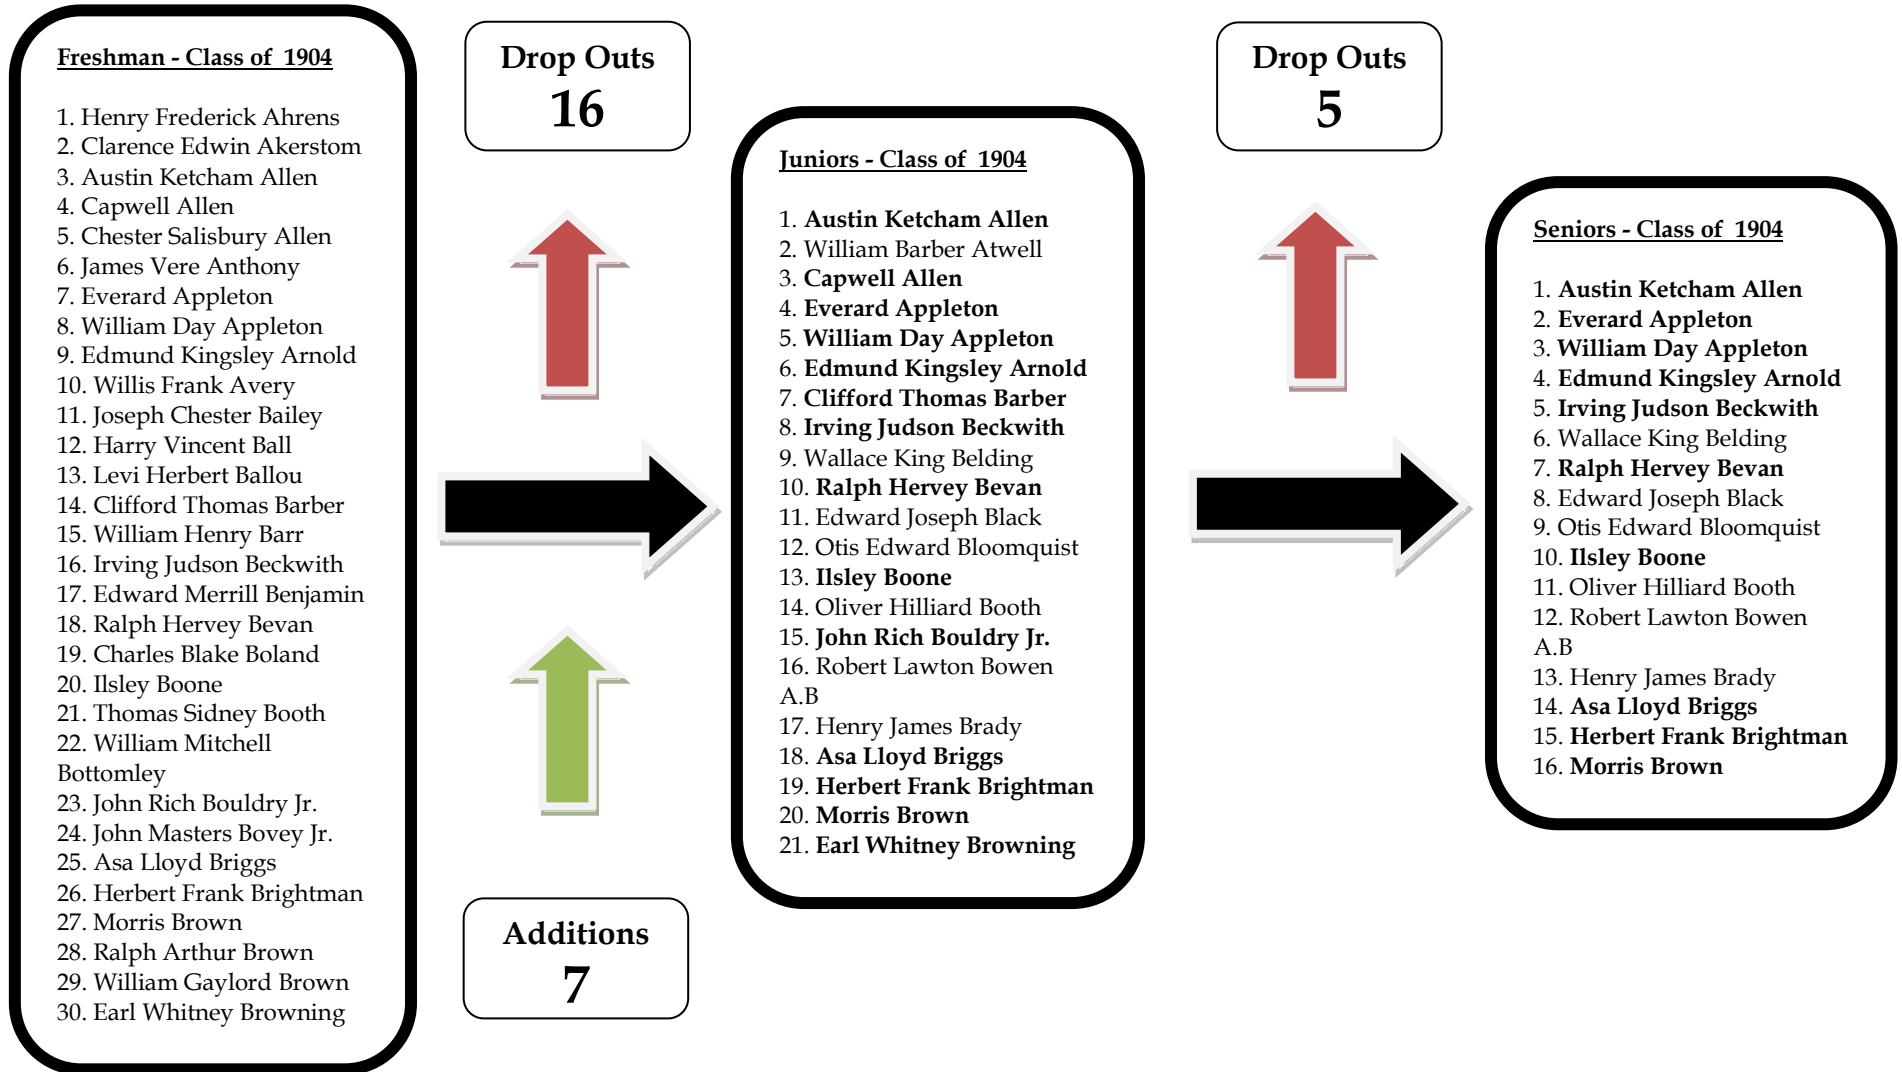 Freshman - Class of 1904
1. Henry Frederick Ahrens
2. Clarence Edwin Akerstom
3. Austin Ketcham Allen
4. Capwell Allen
5. Chester Salisbury Allen
6. James Vere Anthony
7. Everard Appleton
8. William Day Appleton
9. Edmund Kingsley Arnold
10. Willis Frank Avery
11. Joseph Chester Bailey
12. Harry Vincent Ball
13. Levi Herbert Ballou
14. Clifford Thomas Barber
15. William Henry Barr
16. Irving Judson Beckwith
17. Edward Merrill Benjamin
18. Ralph Hervey Bevan
19. Charles Blake Boland
20. Ilsley Boone
21. Thomas Sidney Booth
22. William Mitchell
Bottomley
23. John Rich Bouldry Jr.
24. John Masters Bovey Jr.
25. Asa Lloyd Briggs
26. Herbert Frank Brightman
27. Morris Brown
28. Ralph Arthur Brown
29. William Gaylord Brown
30. Earl Whitney Browning
Drop Outs
16
Additions
7
Juniors - Class of 1904
1. Austin Ketcham Allen
2. William Barber Atwell
3. Capwell Allen
4. Everard Appleton
5. William Day Appleton
6. Edmund Kingsley Arnold
7. Clifford Thomas Barber
8. Irving Judson Beckwith
9. Wallace King Belding
10. Ralph Hervey Bevan
11. Edward Joseph Black
12. Otis Edward Bloomquist
13. Ilsley Boone
14. Oliver Hilliard Booth
15. John Rich Bouldry Jr.
16. Robert Lawton Bowen
A.B
17. Henry James Brady
18. Asa Lloyd Briggs
19. Herbert Frank Brightman
20. Morris Brown
21. Earl Whitney Browning
Drop Outs
5
Seniors - Class of 1904
1. Austin Ketcham Allen
2. Everard Appleton
3. William Day Appleton
4. Edmund Kingsley Arnold
5. Irving Judson Beckwith
6. Wallace King Belding
7. Ralph Hervey Bevan
8. Edward Joseph Black
9. Otis Edward Bloomquist
10. Ilsley Boone
11. Oliver Hilliard Booth
12. Robert Lawton Bowen
A.B
13. Henry James Brady
14. Asa Lloyd Briggs
15. Herbert Frank Brightman
16. Morris Brown